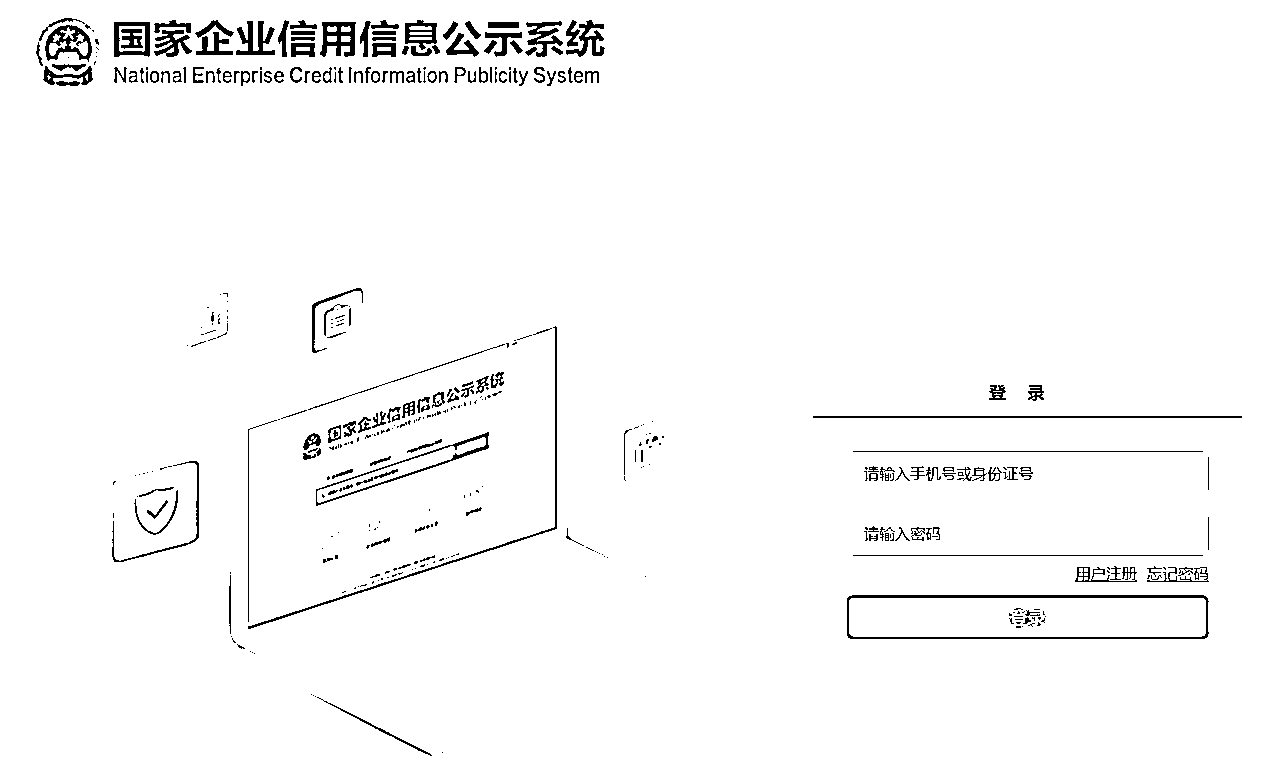 国家企业信用信息公示系统
National Enterprise Credit Information Publicity System
国家企业信用信息公示系统
登 录
请输入手机号或身份证号
请输入密码
用户注册 忘记密码
登录